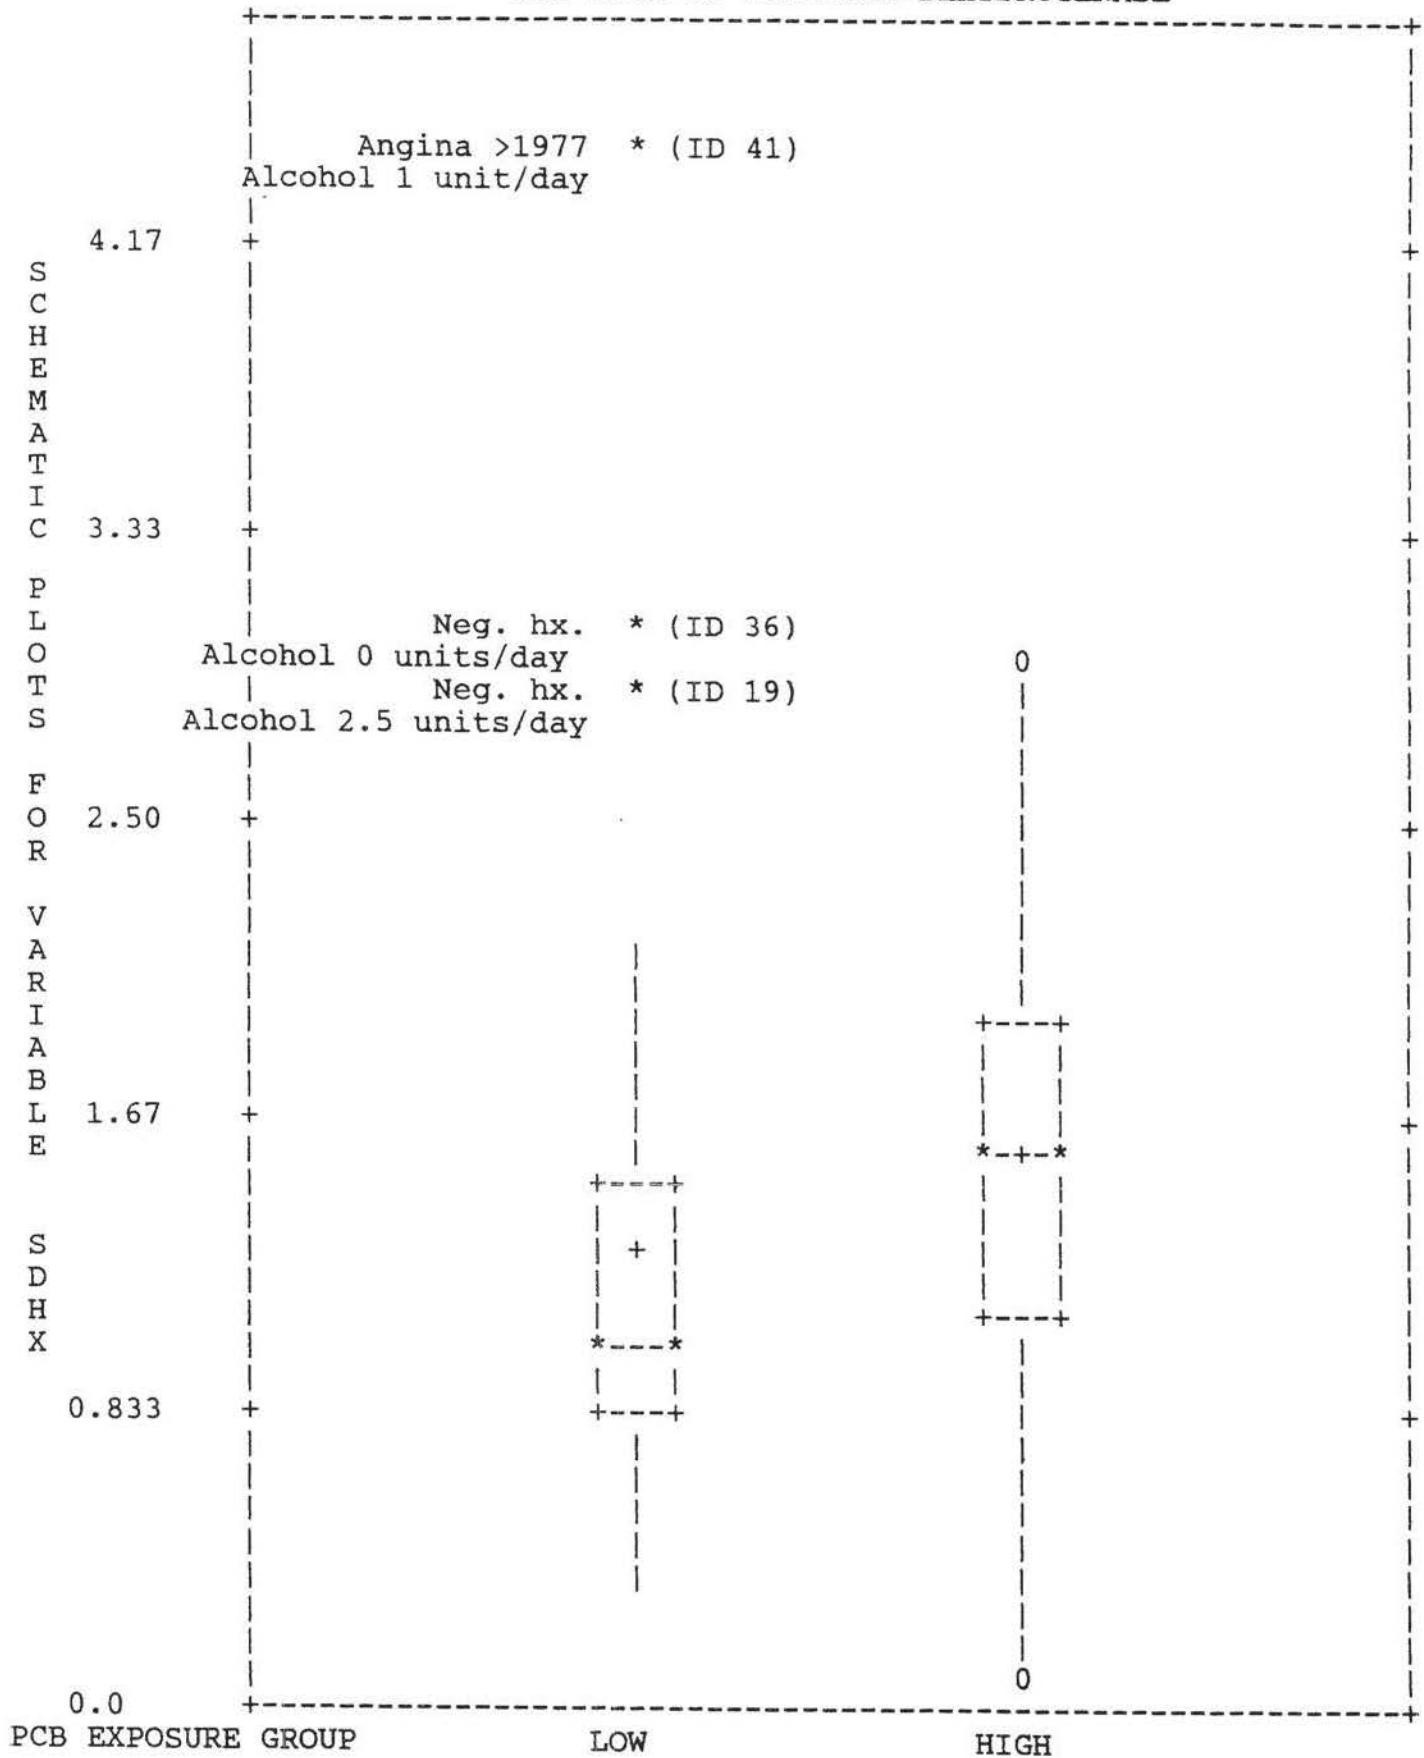 Angina >1977 * (ID 41)
Alcohol 1 unit/day
4.17
SCHEMATIC PLOTS FOR VARIABLE SDHX
3.33
Neg. hx. * (ID 36)
Alcohol 0 units/day
0
Neg. hx. * (ID 19)
Alcohol 2.5 units/day
2.50
1.67
0.833
0
0.0
PCB EXPOSURE GROUP LOW HIGH